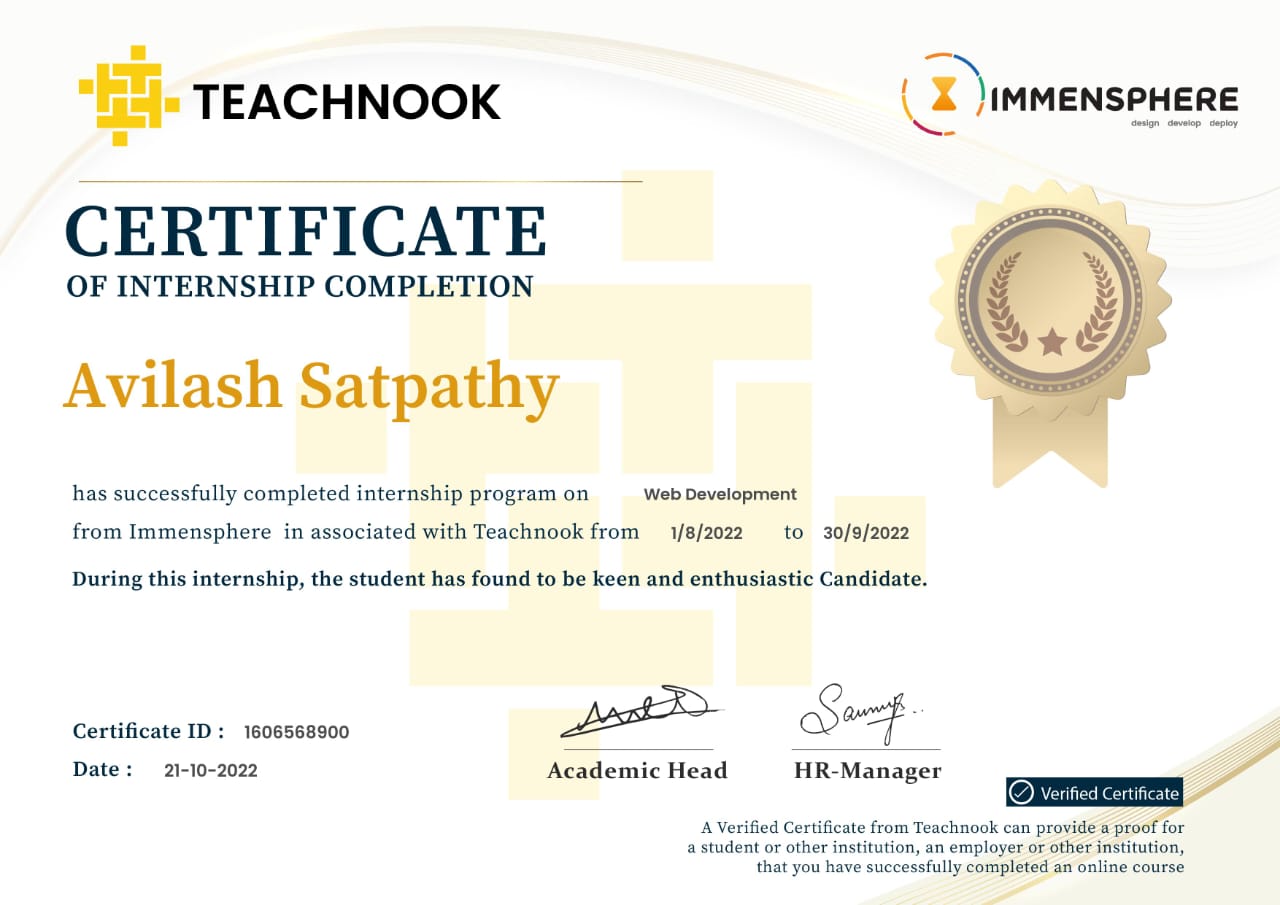 TEACHNOOK
IMMENSPHERE
design develop deploy
CERTIFICATE
OF INTERNSHIP COMPLETION
Avilash Satpathy
has successfully completed internship program on Web Development
from Immensphere in associated with Teachnook from 1/8/2022 to 30/9/2022
During this internship, the student has found to be keen and enthusiastic Candidate.
Certificate ID : 1606568900
Date : 21-10-2022
Academic Head
HR-Manager
Verified Certificate
A Verified Certificate from Teachnook can provide a proof for
a student or other institution, an employer or other institution,
that you have successfully completed an online course